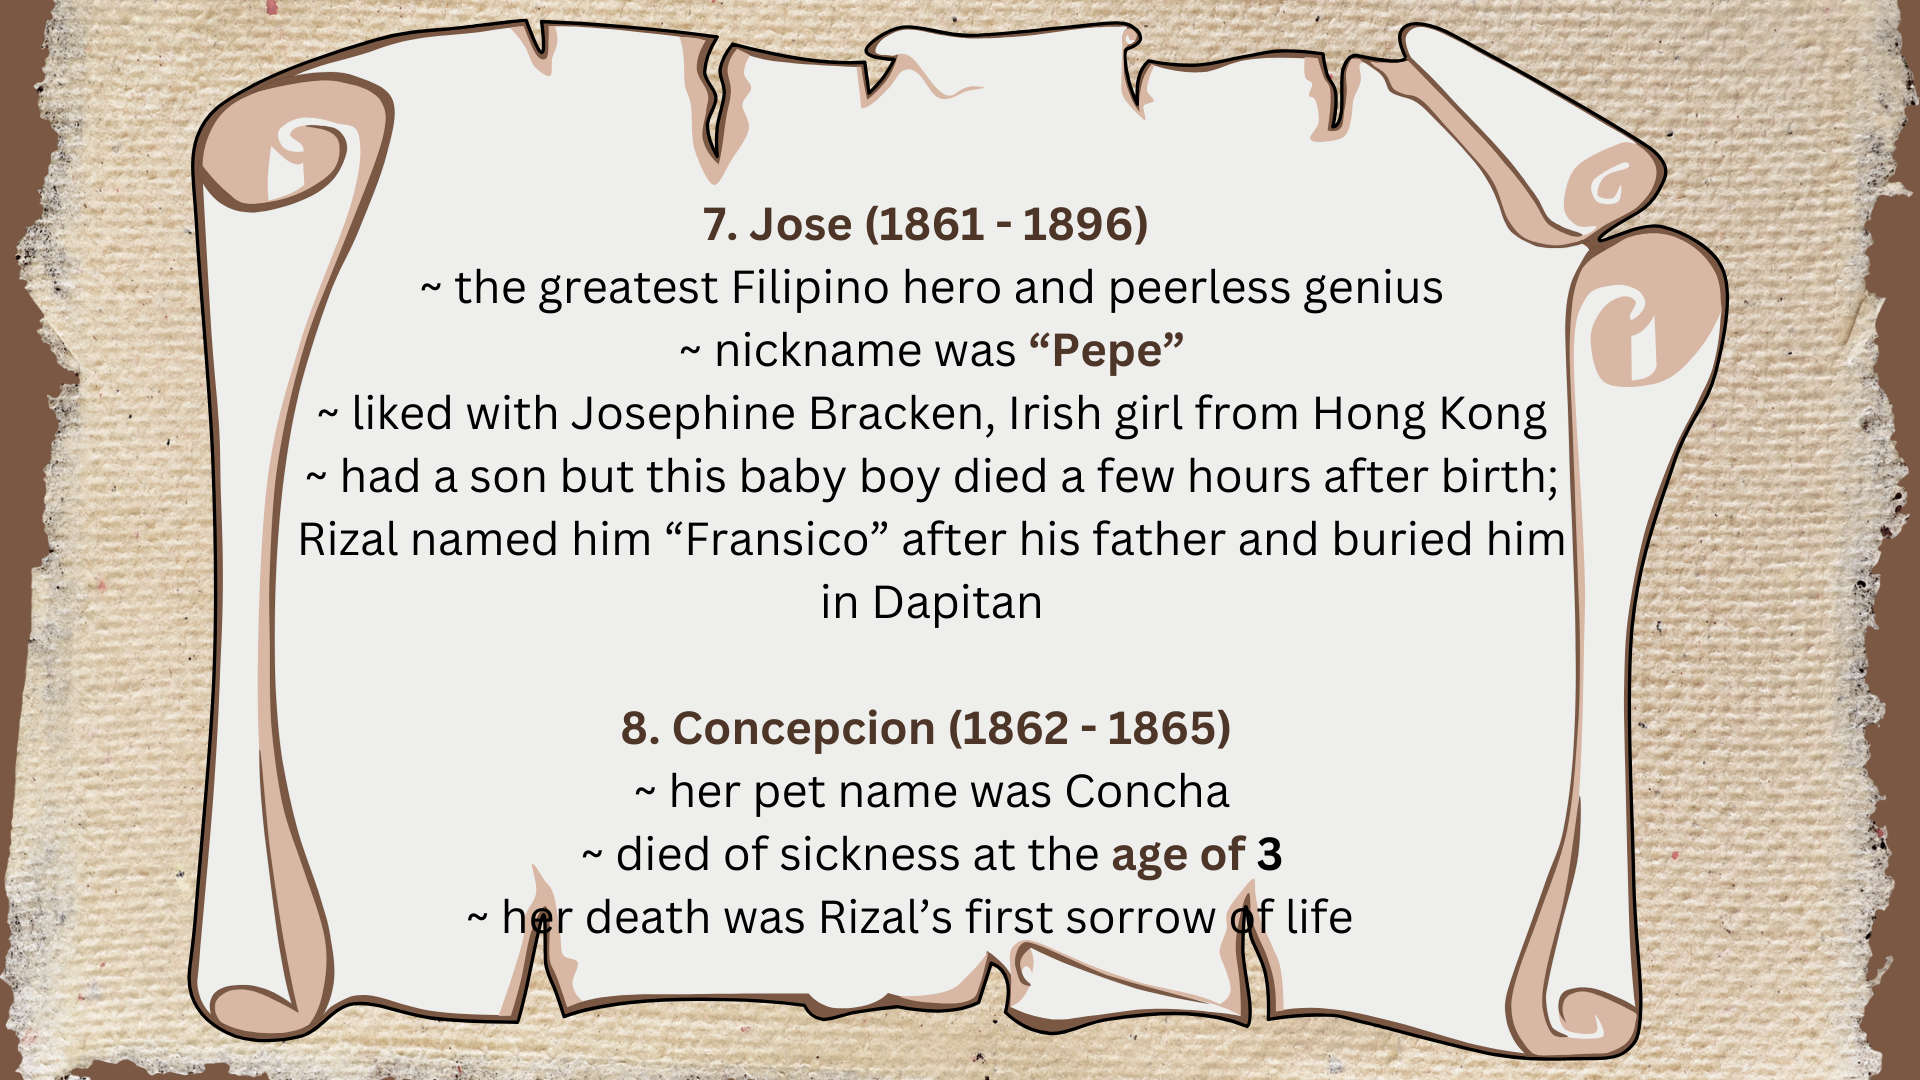 7. Jose (1861 - 1896)
~ the greatest Filipino hero and peerless genius
~ nickname was “Pepe”
~ liked with Josephine Bracken, Irish girl from Hong Kong
~ had a son but this baby boy died a few hours after birth;
Rizal named him “Fransico” after his father and buried him
in Dapitan
8. Concepcion (1862 - 1865)
~ her pet name was Concha
~ died of sickness at the age of 3
~ her death was Rizal’s first sorrow of life